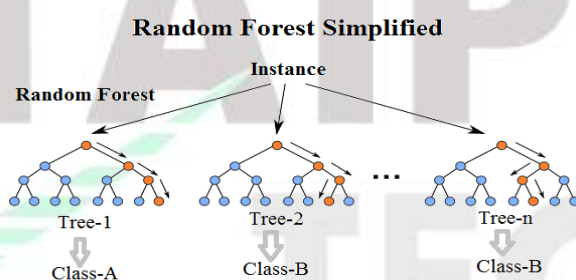 Random Forest Simplified
Instance
Random Forest
...
Tree-1
Tree-2
Tree-n
Class-A
Class-B
Class-B